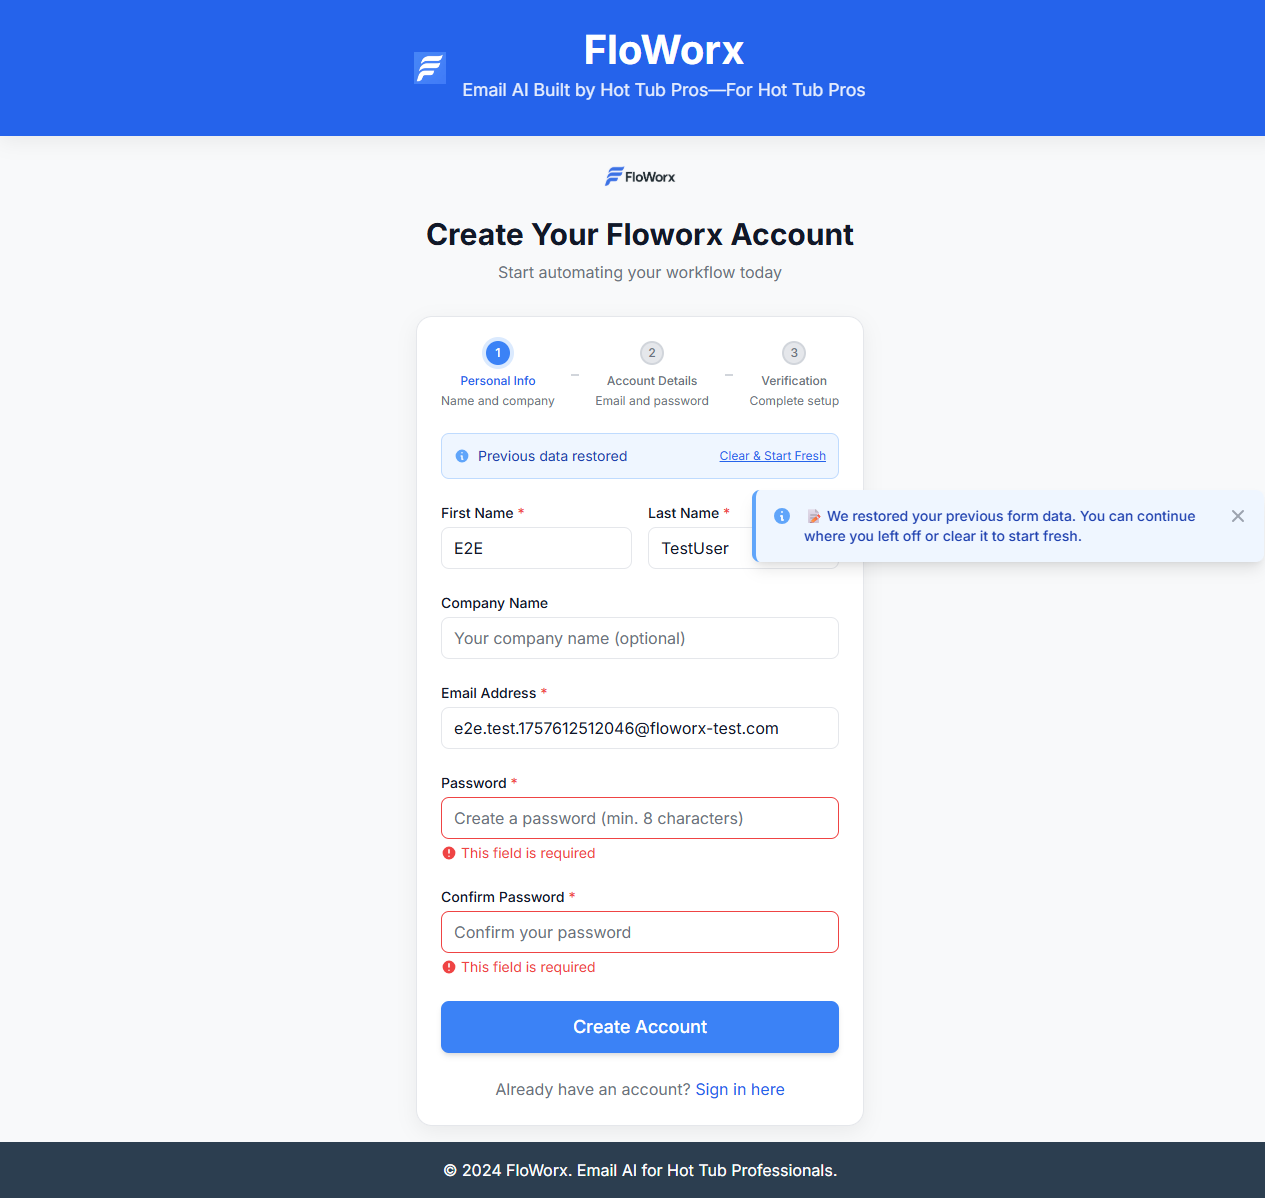 FloWorx
Email AI Built by Hot Tub Pros—For Hot Tub Pros
FloWorx
Create Your Floworx Account
Start automating your workflow today
1
Personal Info
Name and company
2
Account Details
Email and password
3
Verification
Complete setup
Previous data restored
Clear & Start Fresh
📝 We restored your previous form data. You can continue
where you left off or clear it to start fresh.
First Name *
E2E
Last Name *
TestUser
Company Name
Your company name (optional)
Email Address *
e2e.test.1757612512046@floworx-test.com
Password *
Create a password (min. 8 characters)
This field is required
Confirm Password *
Confirm your password
This field is required
Create Account
Already have an account? Sign in here
© 2024 FloWorx. Email AI for Hot Tub Professionals.